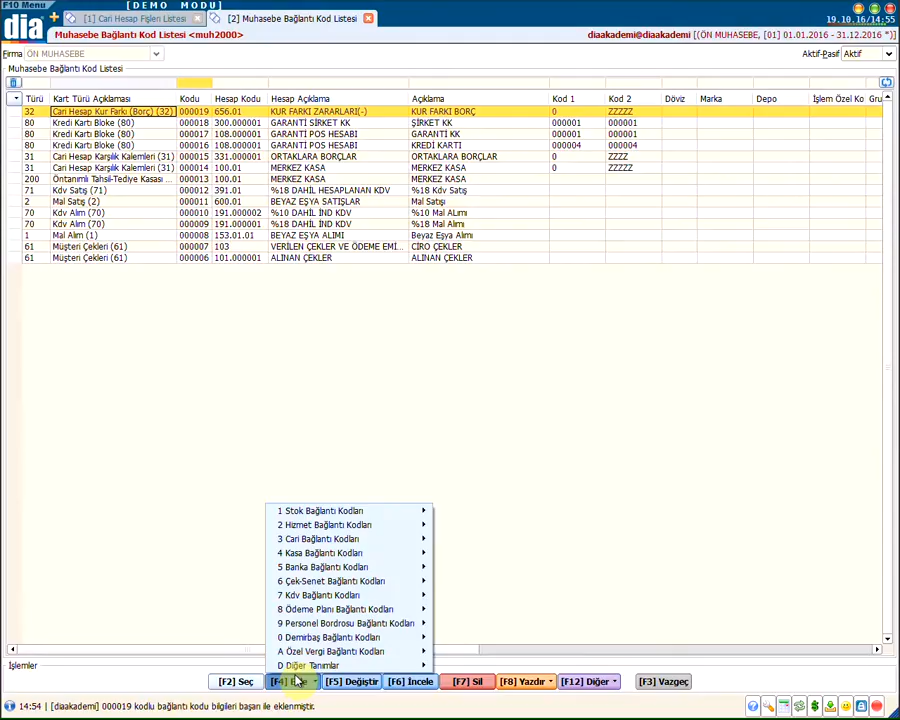 F10 Menu
[ D E M O   M O D U ]
dia
[1] Cari Hesap Fişleri Listesi
[2] Muhasebe Bağlantı Kod Listesi
19.10.16/14:55
Muhasebe Bağlantı Kod Listesi <muh2000>
diaakademi@diaakademi [(ÖN MUHASEBE, [01] 01.01.2016 - 31.12.2016 *)]
Firma ÖN MUHASEBE
Aktif-Pasif Aktif
Muhasebe Bağlantı Kod Listesi
Türü Kart Türü Açıklaması Kodu Hesap Kodu Hesap Açıklama Açıklama Kod 1 Kod 2 Döviz Marka Depo İşlem Özel Ko Gru
32 Cari Hesap Kur Farkı (Borç) (32) 000019 656.01 KUR FARKI ZARARLARI(-) KUR FARKI BORÇ 0 ZZZZZ
80 Kredi Kartı Bloke (80) 000018 300.000001 GARANTİ SİRKET KK ŞİRKET KK 000001 000001
80 Kredi Kartı Bloke (80) 000017 108.000001 GARANTİ POS HESABI GARANTİ KK 000001 000001
80 Kredi Kartı Bloke (80) 000016 108.000001 GARANTİ POS HESABI KREDİ KARTI 000004 000004
31 Cari Hesap Karşılık Kalemleri (31) 000015 331.000001 ORTAKLARA BORÇLAR ORTAKLARA BORÇLAR 0 ZZZZ
31 Cari Hesap Karşılık Kalemleri (31) 000014 100.01 MERKEZ KASA MERKEZ KASA 0 ZZZZZ
200 Öntanımlı Tahsil-Tediye Kasası ... 000013 100.01 MERKEZ KASA MERKEZ KASA
71 Kdv Satış (71) 000012 391.01 %18 DAHİL HESAPLANAN KDV %18 Kdv Satış
2 Mal Satış (2) 000011 600.01 BEYAZ EŞYA SATIŞLAR Mal Satışı
70 Kdv Alım (70) 000010 191.000002 %10 DAHİL İND KDV %10 Mal ALımı
70 Kdv Alım (70) 000009 191.000001 %18 DAHİL İND KDV %18 Mal Alımı
1 Mal Alım (1) 000008 153.01.01 BEYAZ EŞYA ALIMI Beyaz Eşya Alımı
61 Müşteri Çekleri (61) 000007 103 VERİLEN ÇEKLER VE ÖDEME EMİ... CİRO ÇEKLER
61 Müşteri Çekleri (61) 000006 101.000001 ALINAN ÇEKLER ALINAN ÇEKLER
1 Stok Bağlantı Kodları
2 Hizmet Bağlantı Kodları
3 Cari Bağlantı Kodları
4 Kasa Bağlantı Kodları
5 Banka Bağlantı Kodları
6 Çek-Senet Bağlantı Kodları
7 Kdv Bağlantı Kodları
8 Ödeme Planı Bağlantı Kodları
9 Personel Bordrosu Bağlantı Kodları
0 Demirbaş Bağlantı Kodları
A Özel Vergi Bağlantı Kodları
D Diğer Tanımlar
İşlemler
[F2] Seç [F4] [F5] Değiştir [F6] İncele [F7] Sil [F8] Yazdır [F12] Diğer [F3] Vazgeç
14:54 | [diaakademi] 000019 kodlu bağlantı kodu bilgileri başarı ile eklenmiştir.